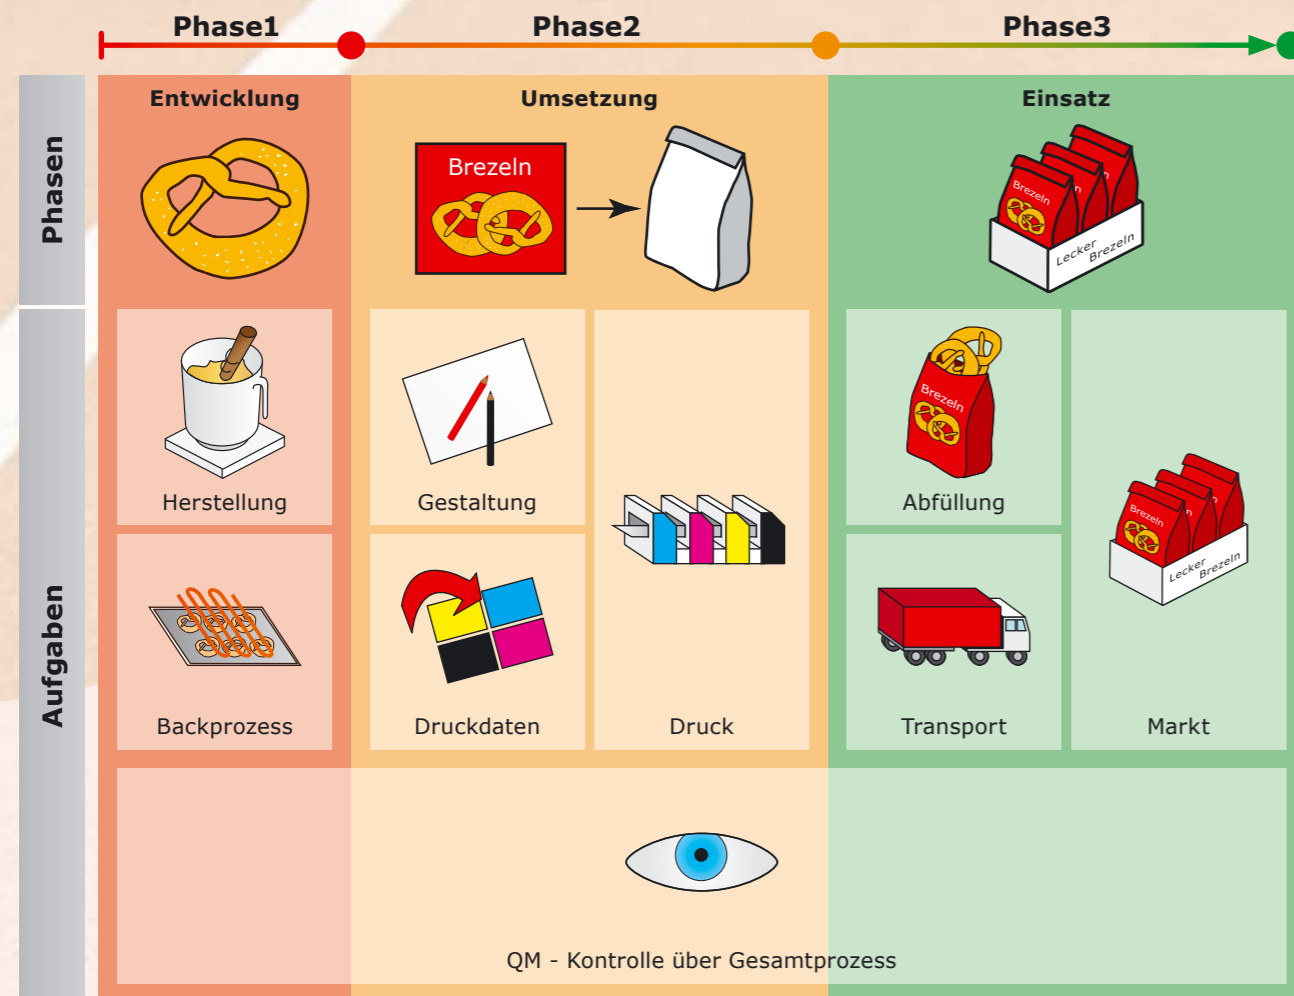 Phase1
Phase2
Phase3
Phasen
Entwicklung
Umsetzung
Einsatz
Brezeln
Brezeln
n
n
Lecker
Brezeln
Aufgaben
Herstellung
Gestaltung
Brezeln
Abfüllung
Brezeln
n
n
Lecker
Brezeln
Backprozess
Druckdaten
Druck
Transport
Markt
QM - Kontrolle über Gesamtprozess